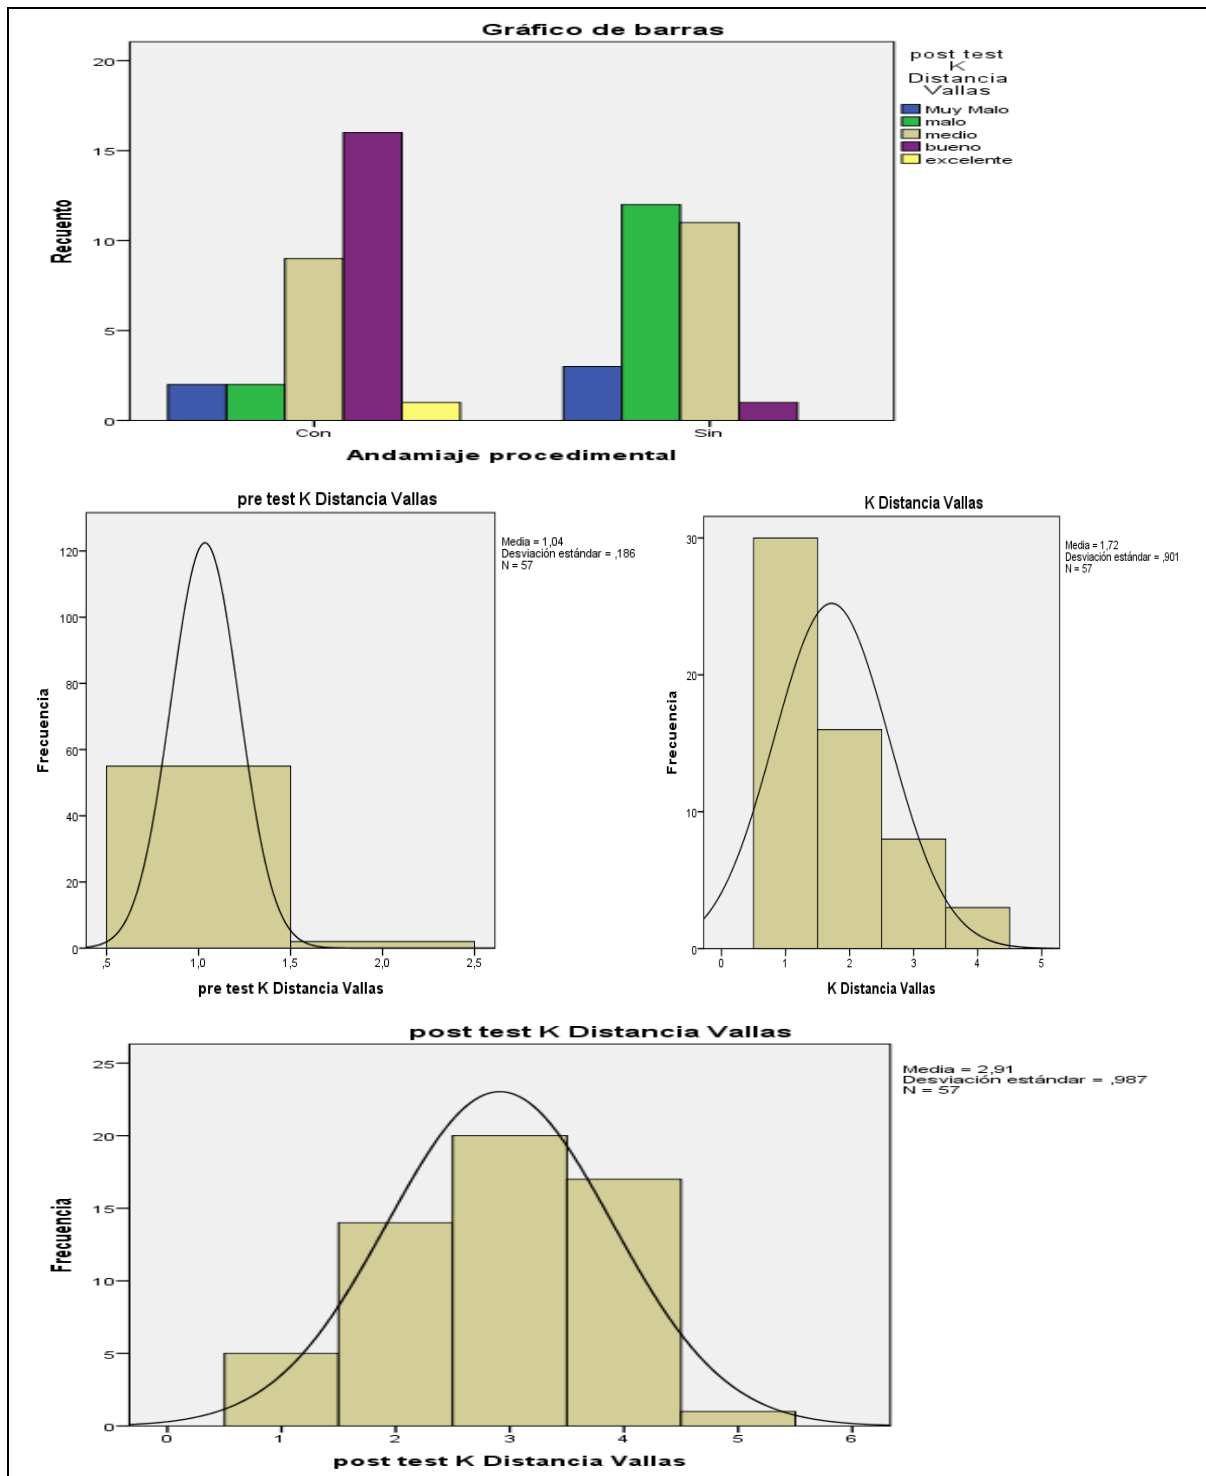 Gráfico de barras
post test
K
Distancia
Vallas
Muy Malo
malo
medio
bueno
excelente
20
15
10
5
0
Recuento
Con
Sin
Andamiaje procedimental
pre test K Distancia Vallas
Media = 1,04
Desviación estándar = ,186
N = 57
120
100
80
60
40
20
0
Frecuencia
,5
1,0
1,5
2,0
2,5
pre test K Distancia Vallas
K Distancia Vallas
Media = 1,72
Desviación estándar = ,901
N = 57
30
20
10
0
Frecuencia
0
1
2
3
4
5
K Distancia Vallas
post test K Distancia Vallas
Media = 2,91
Desviación estándar = ,987
N = 57
25
20
15
10
5
0
Frecuencia
0
1
2
3
4
5
6
post test K Distancia Vallas